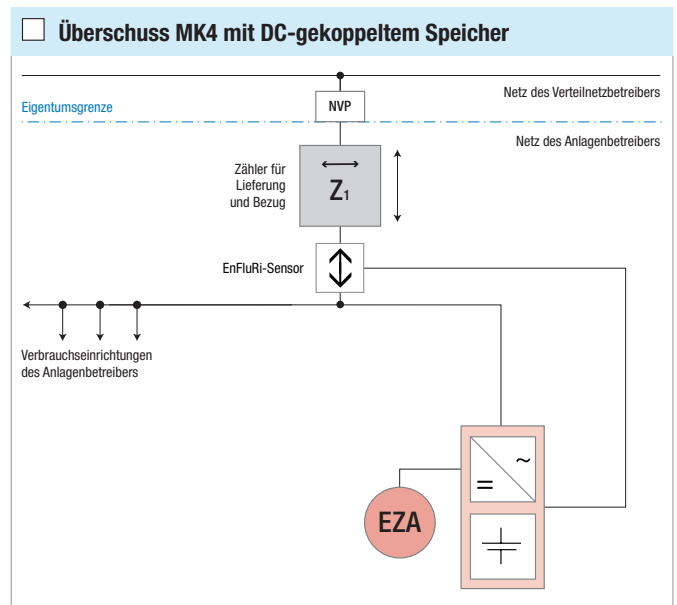 Überschuss MK4 mit DC-gekoppeltem Speicher
Netz des Verteilnetzbetreibers
Eigentumsgrenze
NVP
Netz des Anlagenbetreibers
Zähler für
Lieferung
und Bezug
Z1
EnFluRi-Sensor
Verbrauchseinrichtungen
des Anlagenbetreibers
EZA